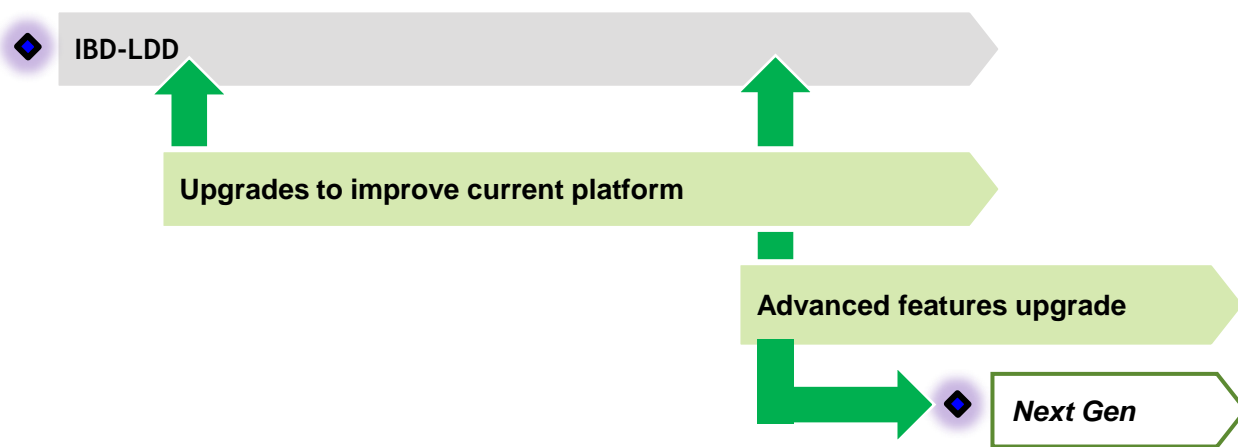 IBD-LDD
Upgrades to improve current platform
Advanced features upgrade
Next Gen